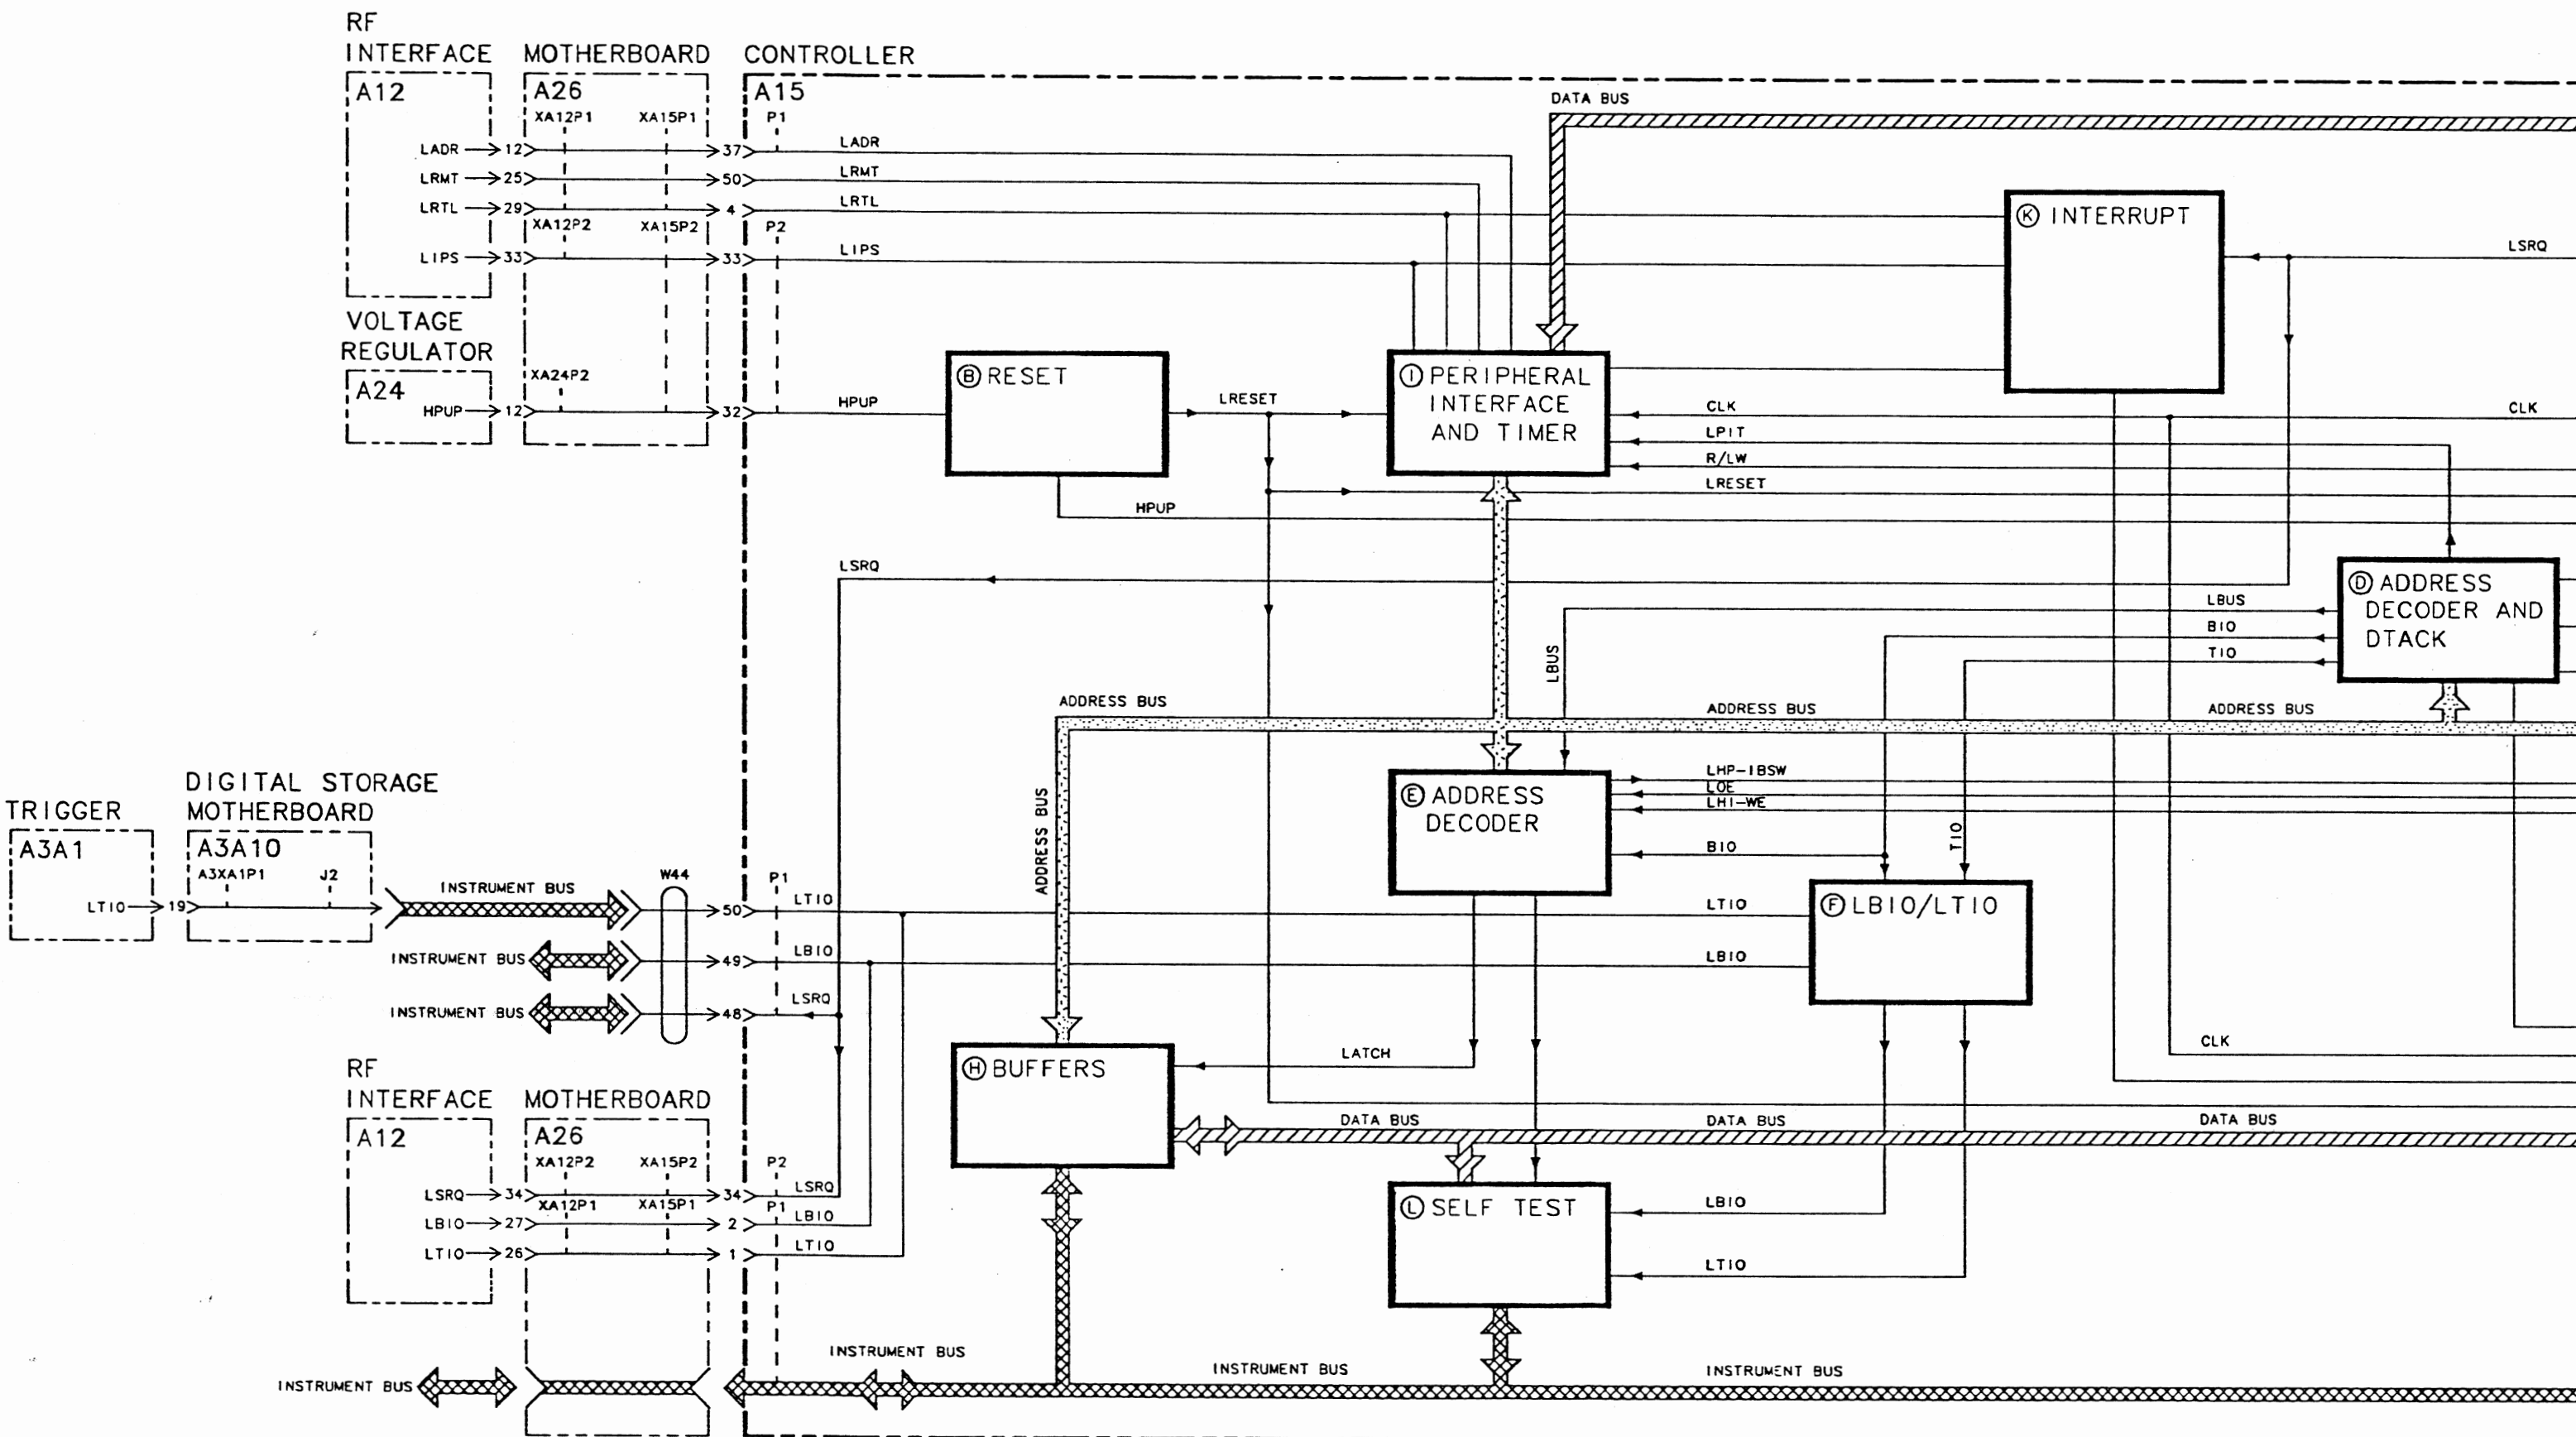 RF
INTERFACE
MOTHERBOARD
CONTROLLER
A12
A26
A15
XA12P1
XA15P1
P1
DATA BUS
LADR
12
37
LADR
LRMT
25
50
LRMT
LRTL
29
4
LRTL
XA12P2
XA15P2
P2
LIPS
33
33
LIPS
K INTERRUPT
LSRQ
VOLTAGE
REGULATOR
A24
XA24P2
HPUP
12
32
HPUP
B RESET
LRESET
I PERIPHERAL
INTERFACE
AND TIMER
CLK
CLK
LPIT
R/LW
LRESET
HPUP
LSRQ
D ADDRESS
DECODER AND
DTACK
LBUS
BIO
TIO
LBUS
ADDRESS BUS
ADDRESS BUS
ADDRESS BUS
ADDRESS BUS
E ADDRESS
DECODER
LHP-IBSW
LOE
LHI-WE
BIO
TIO
TRIGGER
DIGITAL STORAGE
MOTHERBOARD
A3A1
A3A10
A3XA1P1
J2
LTIO
19
INSTRUMENT BUS
W44
P1
50
LTIO
LTIO
F LBIO/LTIO
INSTRUMENT BUS
49
LBIO
LBIO
INSTRUMENT BUS
48
LSRQ
H BUFFERS
LATCH
CLK
RF
INTERFACE
MOTHERBOARD
A12
A26
DATA BUS
DATA BUS
DATA BUS
XA12P2
XA15P2
P2
LSRQ
34
34
LSRQ
XA12P1
XA15P1
P1
LBIO
27
2
LBIO
LTIO
26
1
LTIO
L SELF TEST
LBIO
LTIO
INSTRUMENT BUS
INSTRUMENT BUS
INSTRUMENT BUS
INSTRUMENT BUS